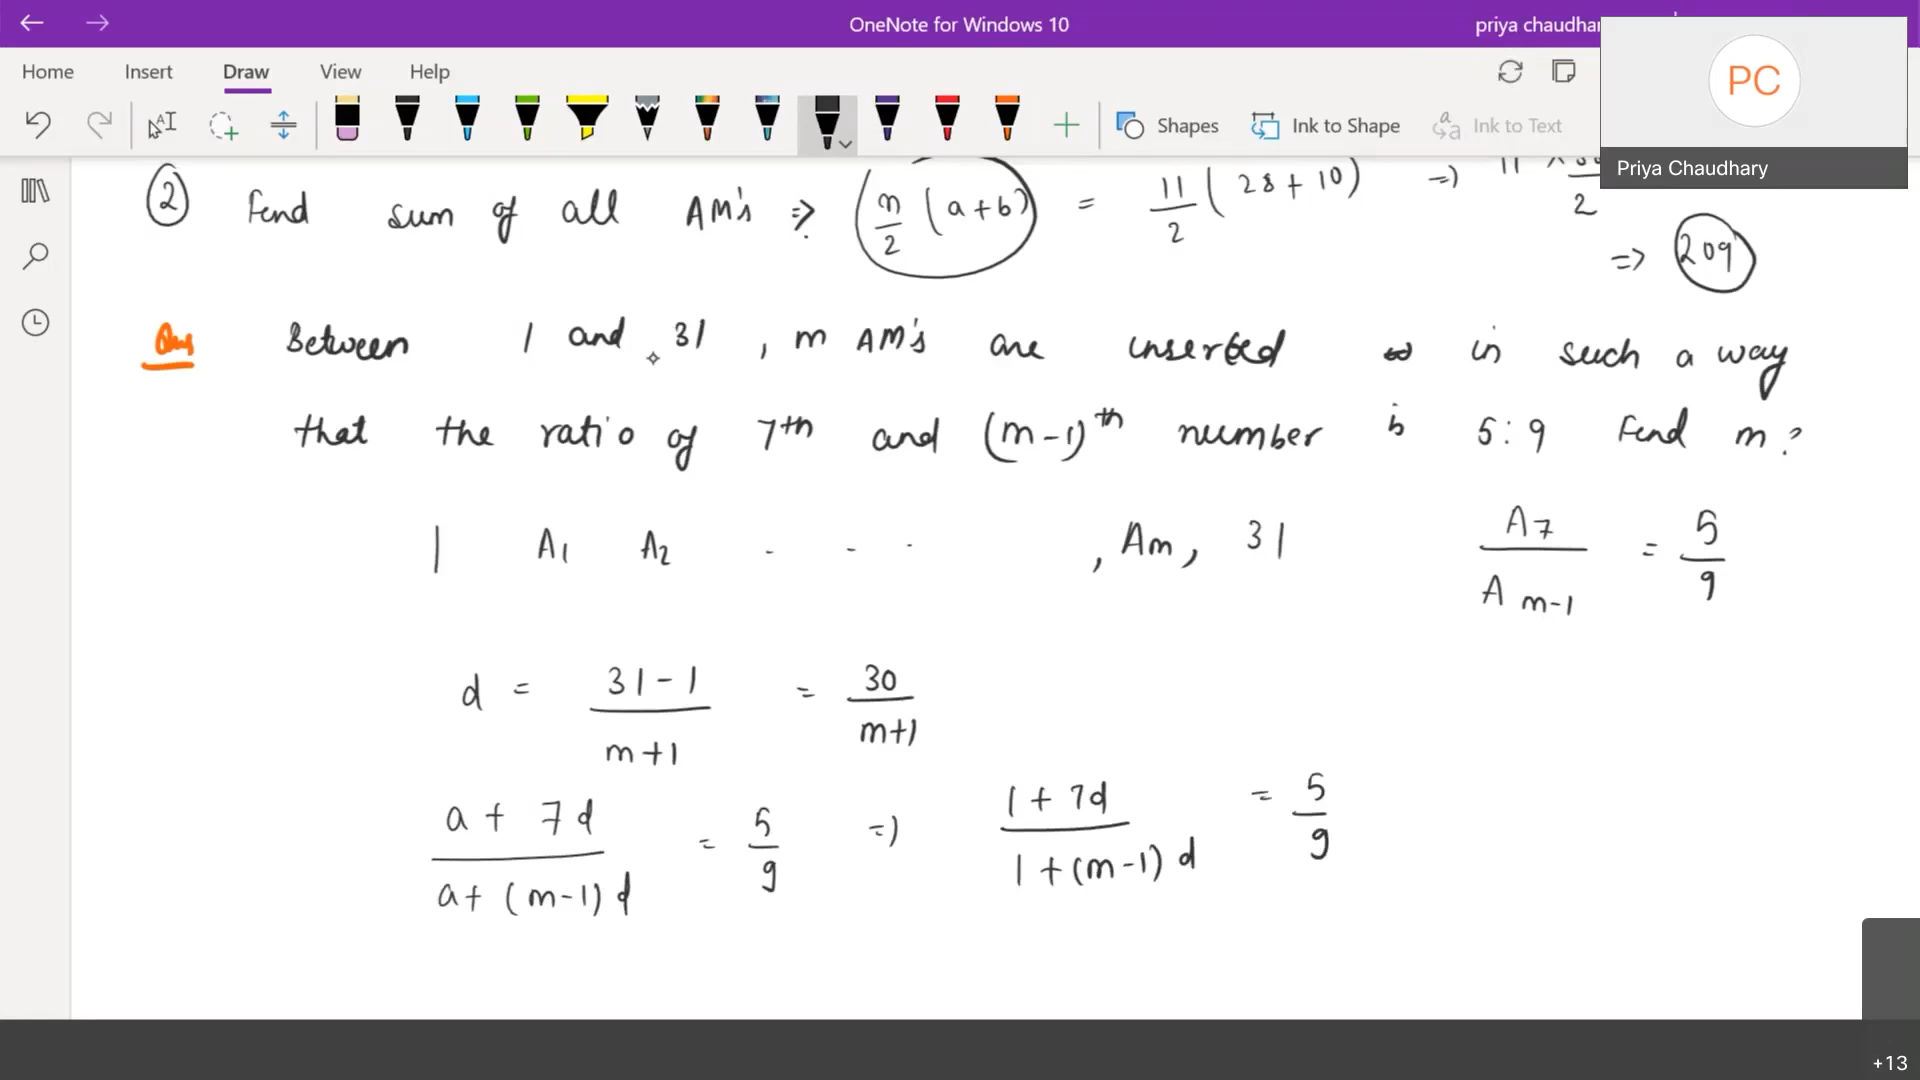 OneNote for Windows 10
priya chaudhar
PC
Priya Chaudhary
Home Insert Draw View Help
Shapes Ink to Shape Ink to Text
② Find sum of all AM's => n/2 (a+b) = 11/2 (28+10) =>
2
=> 209
Ques Between 1 and 31, m AM's are inserted in such a way
that the ratio of 7th and (m-1)th number is 5:9 Find m?
1 A1 A2 - - - , Am, 31 A7/Am-1 = 5/9
d = 31-1/m+1 = 30/m+1
a+7d/a+(m-1)d = 5/9 => 1+7d/1+(m-1)d = 5/9
+13